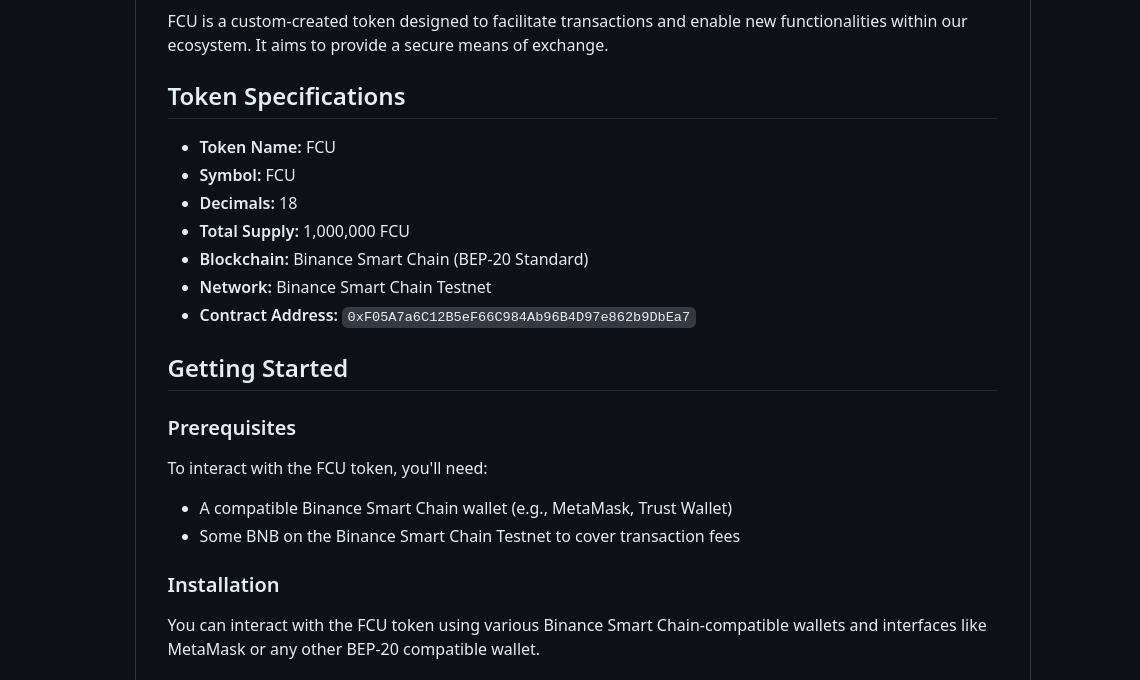 FCU is a custom-created token designed to facilitate transactions and enable new functionalities within our
ecosystem. It aims to provide a secure means of exchange.
Token Specifications
• Token Name: FCU
• Symbol: FCU
• Decimals: 18
• Total Supply: 1,000,000 FCU
• Blockchain: Binance Smart Chain (BEP-20 Standard)
• Network: Binance Smart Chain Testnet
• Contract Address: 0xF05A7a6C12B5eF66C984Ab96B4D97e862b9DbEa7
Getting Started
Prerequisites
To interact with the FCU token, you'll need:
• A compatible Binance Smart Chain wallet (e.g., MetaMask, Trust Wallet)
• Some BNB on the Binance Smart Chain Testnet to cover transaction fees
Installation
You can interact with the FCU token using various Binance Smart Chain-compatible wallets and interfaces like
MetaMask or any other BEP-20 compatible wallet.